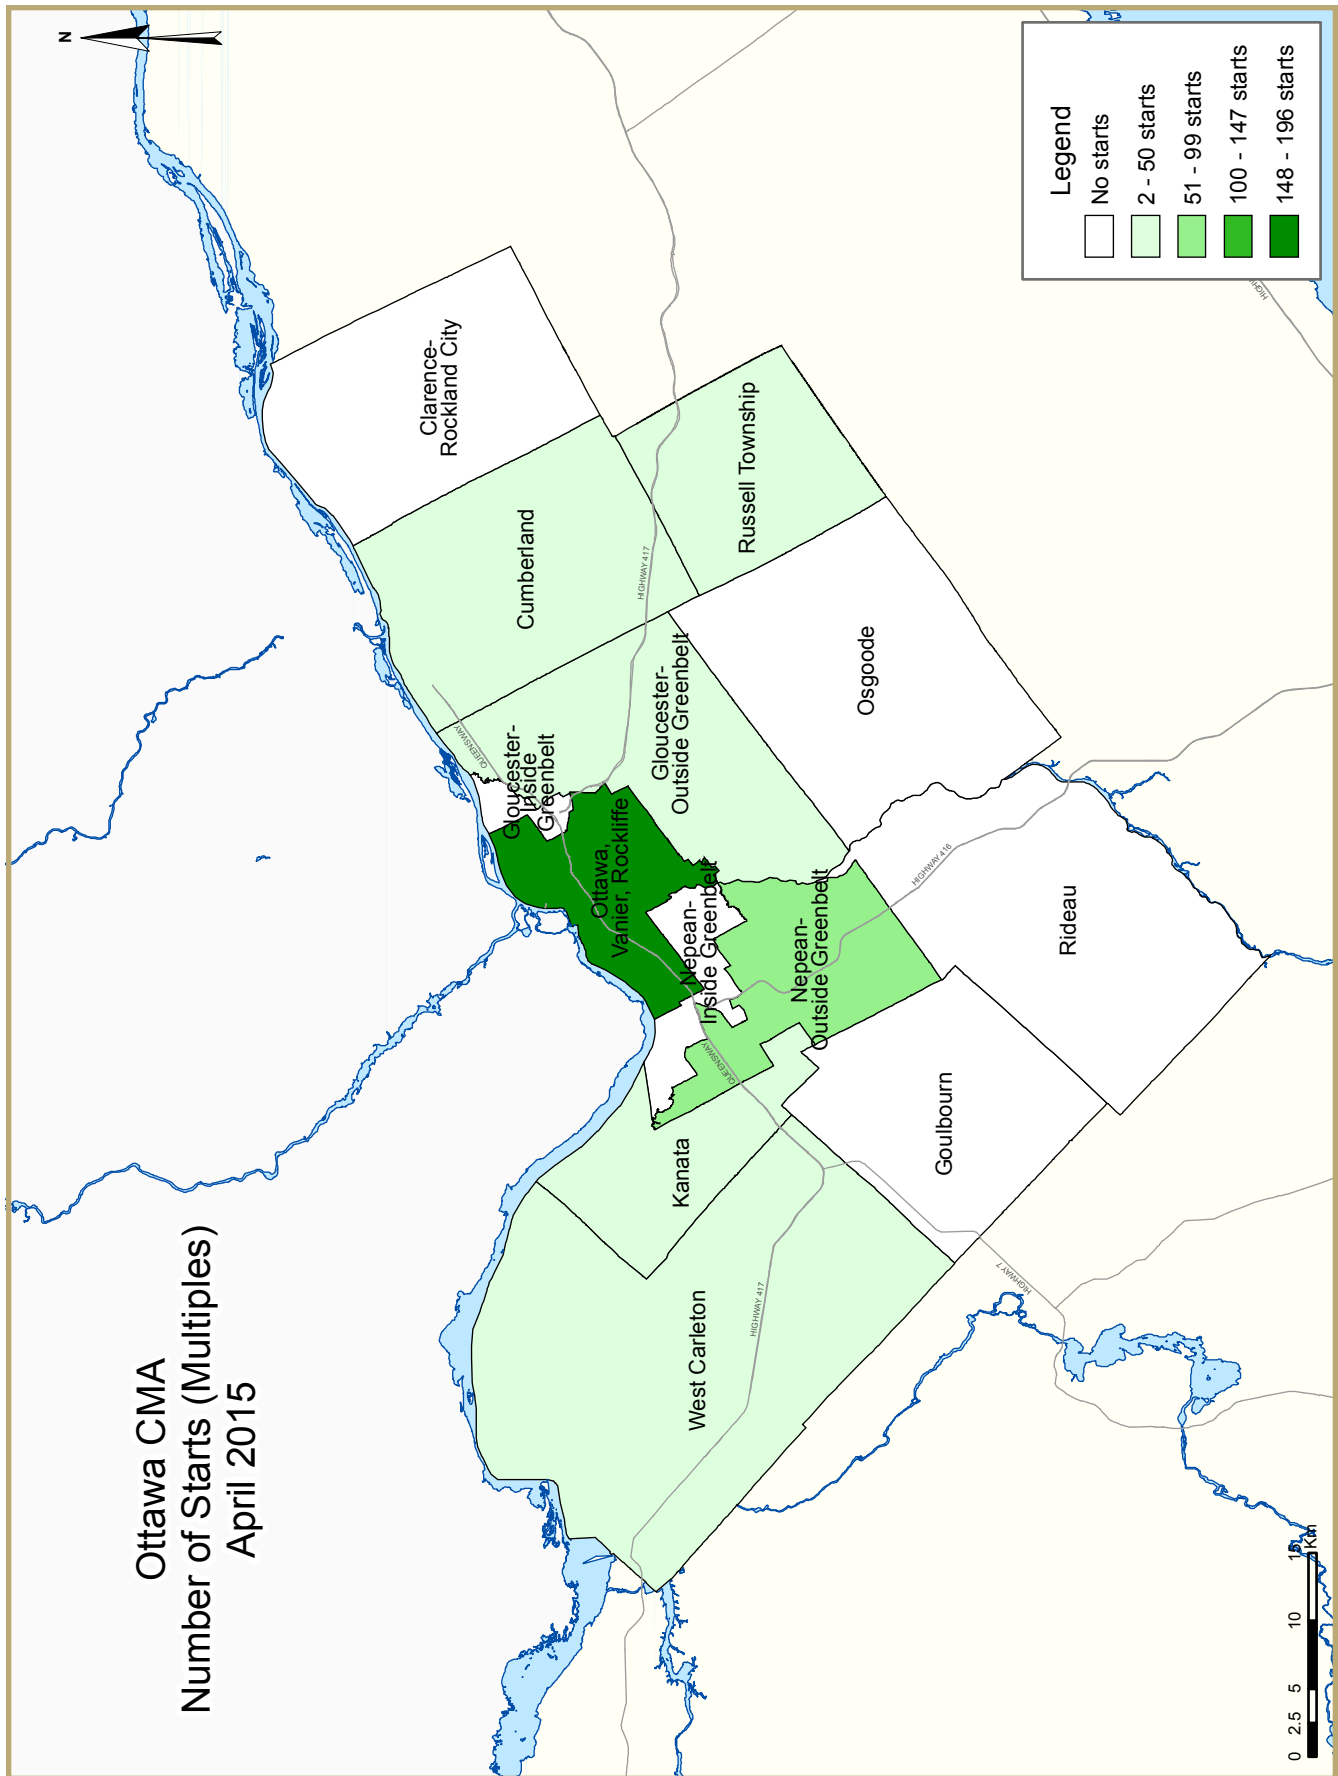 Ottawa CMA
Number of Starts (Multiples)
April 2015
N
Clarence-
Rockland City
Cumberland
Russell Township
HIGHWAY 417
QUEENSWAY
Gloucester-
Inside
Greenbelt
Gloucester-
Outside Greenbelt
Osgoode
Ottawa,
Vanier, Rockliffe
Nepean-
Inside Greenbelt
Nepean-
Outside Greenbelt
HIGHWAY 416
Rideau
QUEENSWAY
Kanata
Goulbourn
West Carleton
HIGHWAY 417
HIGHWAY 7
Legend
No starts
2 - 50 starts
51 - 99 starts
100 - 147 starts
148 - 196 starts
0 2.5 5 10 15
Km